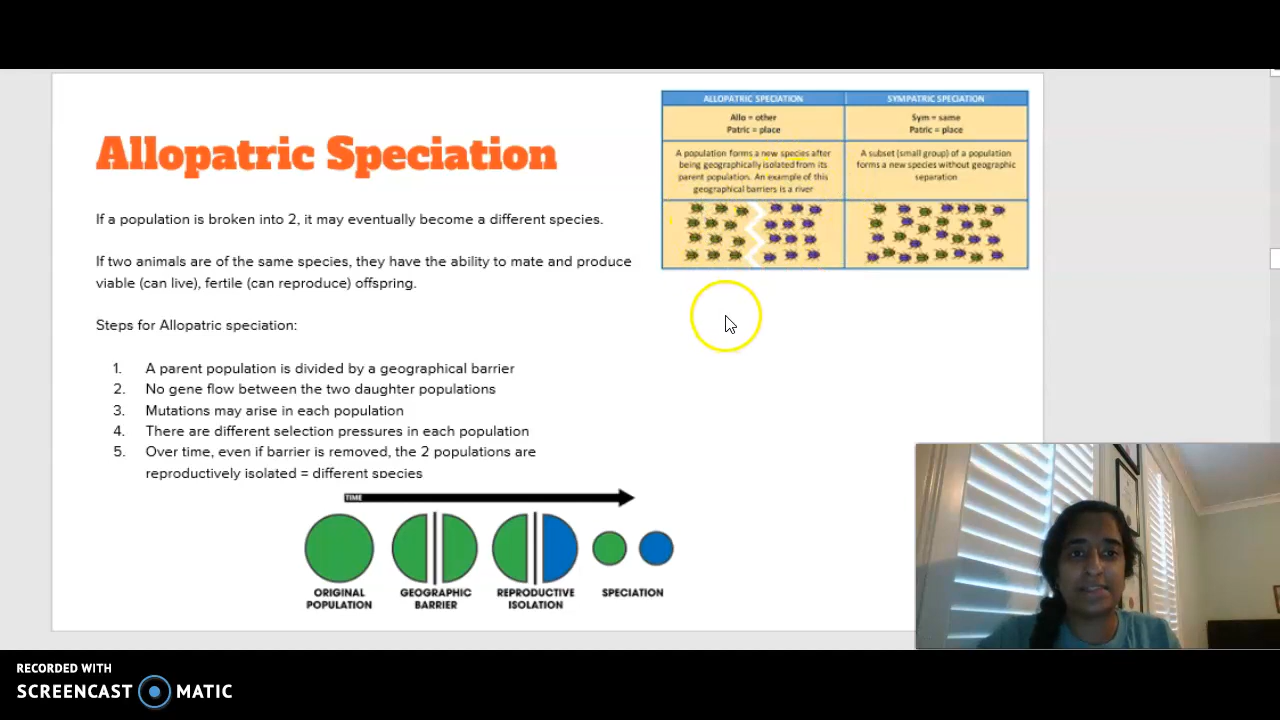 Allopatric Speciation
If a population is broken into 2, it may eventually become a different species.
If two animals are of the same species, they have the ability to mate and produce
viable (can live), fertile (can reproduce) offspring.
Steps for Allopatric speciation:
1. A parent population is divided by a geographical barrier
2. No gene flow between the two daughter populations
3. Mutations may arise in each population
4. There are different selection pressures in each population
5. Over time, even if barrier is removed, the 2 populations are
reproductively isolated = different species
ALLOPATRIC SPECIATION
Allo = other
Patric = place
A population forms a new species after
being geographically isolated from its
parent population. An example of this
geographical barriers is a river
SYMPATRIC SPECIATION
Sym = same
Patric = place
A subset (small group) of a population
forms a new species without geographic
separation
TIME
ORIGINAL
POPULATION
GEOGRAPHIC
BARRIER
REPRODUCTIVE
ISOLATION
SPECIATION
RECORDED WITH
SCREENCAST MATIC